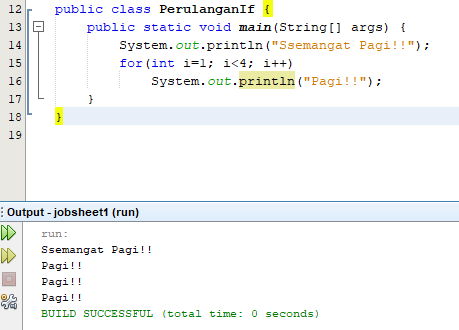 12 public class PerulanganIf {
13 public static void main(String[] args) {
14 System.out.println("Ssemangat Pagi!!");
15 for(int i=1; i<4; i++)
16 System.out.println("Pagi!!");
17 }
18 }
19
Output - jobsheet1 (run)
run:
Ssemangat Pagi!!
Pagi!!
Pagi!!
Pagi!!
BUILD SUCCESSFUL (total time: 0 seconds)